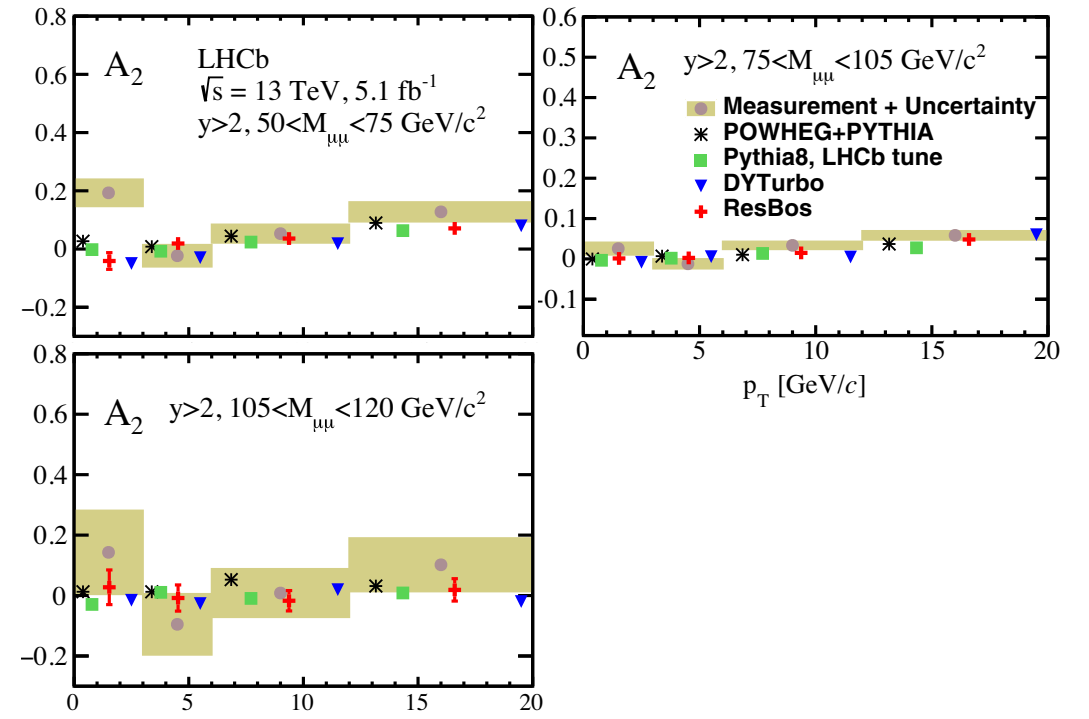 0.8
0.6
0.4
0.2
0
−0.2
A₂
LHCb
√s = 13 TeV, 5.1 fb⁻¹
y>2, 50<M_μμ<75 GeV/c²
0.6
0.5
0.4
0.3
0.2
0.1
0
-0.1
A₂
y>2, 75<M_μμ<105 GeV/c²
Measurement + Uncertainty
POWHEG+PYTHIA
Pythia8, LHCb tune
DYTurbo
ResBos
0 5 10 15 20
p_T [GeV/c]
0.8
0.6
0.4
0.2
0
−0.2
A₂
y>2, 105<M_μμ<120 GeV/c²
0 5 10 15 20